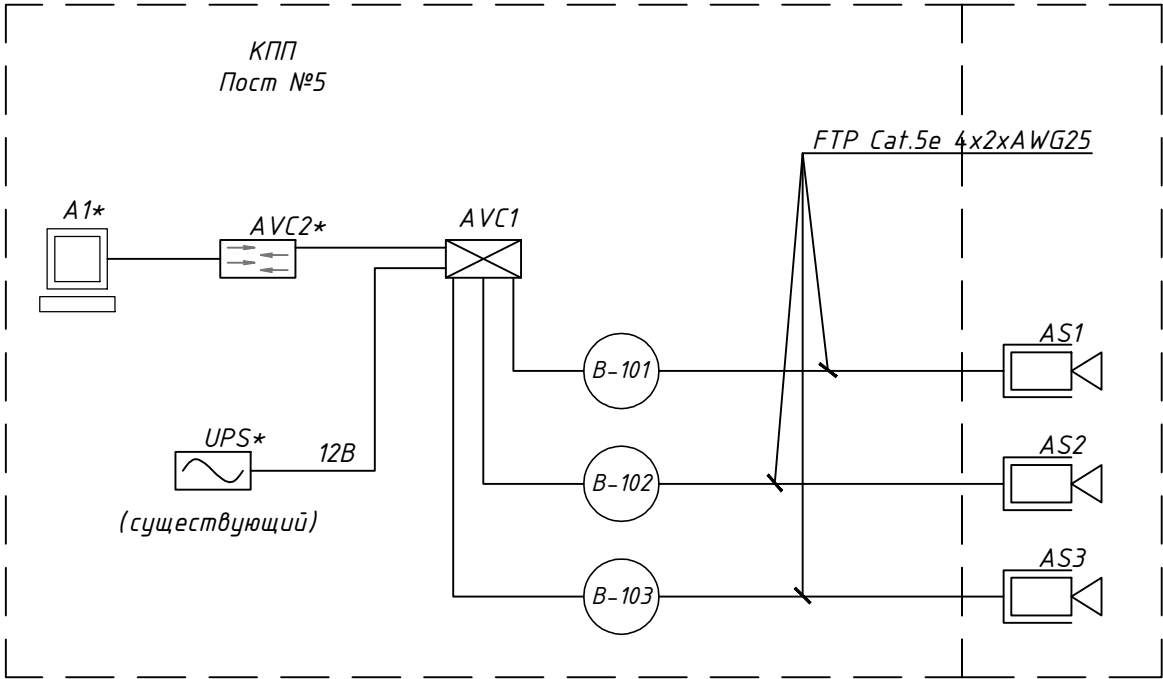 КПП
Пост №5
FTP Cat.5e 4x2xAWG25
A1*
AVC2*
AVC1
AS1
В-101
UPS*
12В
AS2
В-102
(существующий)
AS3
В-103